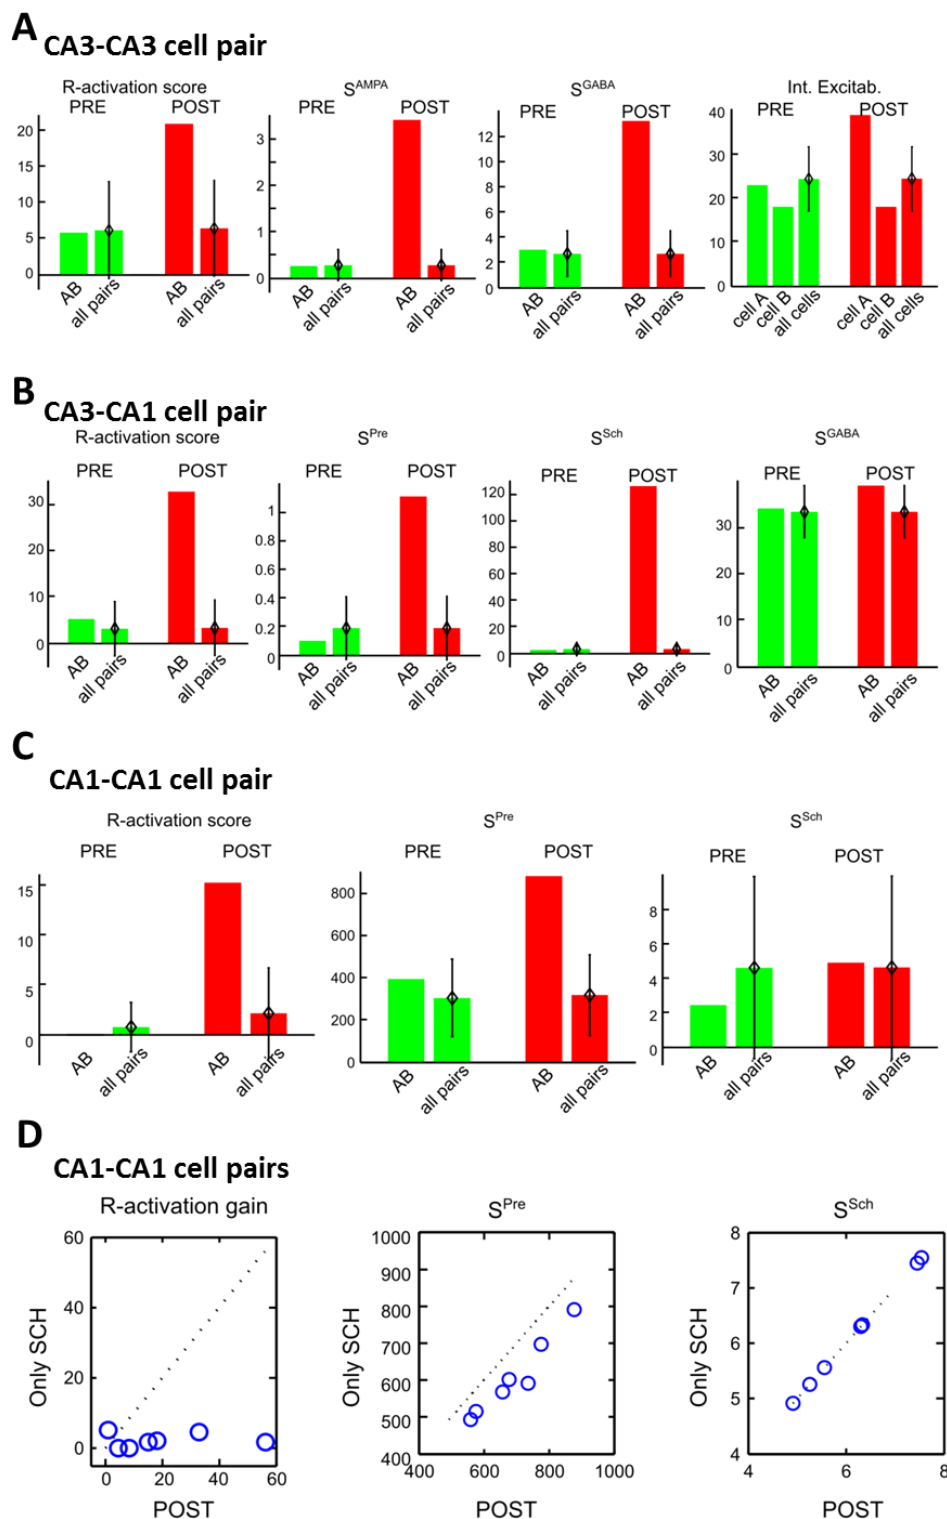 A
CA3-CA3 cell pair
R-activation score
PRE
POST
20
15
10
5
0
AB
all pairs
AB
all pairs
S^AMPA
PRE
POST
3
2
1
0
AB
all pairs
AB
all pairs
S^GABA
PRE
POST
12
10
8
6
4
2
0
AB
all pairs
AB
all pairs
Int. Excitab.
PRE
POST
40
30
20
10
0
cell A
cell B
all cells
cell A
cell B
all cells
B
CA3-CA1 cell pair
R-activation score
PRE
POST
30
20
10
0
AB
all pairs
AB
all pairs
S^Pre
PRE
POST
1
0.8
0.6
0.4
0.2
0
AB
all pairs
AB
all pairs
S^Sch
PRE
POST
120
100
80
60
40
20
0
AB
all pairs
AB
all pairs
S^GABA
PRE
POST
30
20
10
0
AB
all pairs
AB
all pairs
C
CA1-CA1 cell pair
R-activation score
PRE
POST
15
10
5
0
AB
all pairs
AB
all pairs
S^Pre
PRE
POST
800
600
400
200
0
AB
all pairs
AB
all pairs
S^Sch
PRE
POST
8
6
4
2
0
AB
all pairs
AB
all pairs
D
CA1-CA1 cell pairs
R-activation gain
Only SCH
60
40
20
0
0 20 40 60
POST
S^Pre
Only SCH
1000
900
800
700
600
500
400
400 600 800 1000
POST
S^Sch
Only SCH
8
7
6
5
4
4 6 8
POST